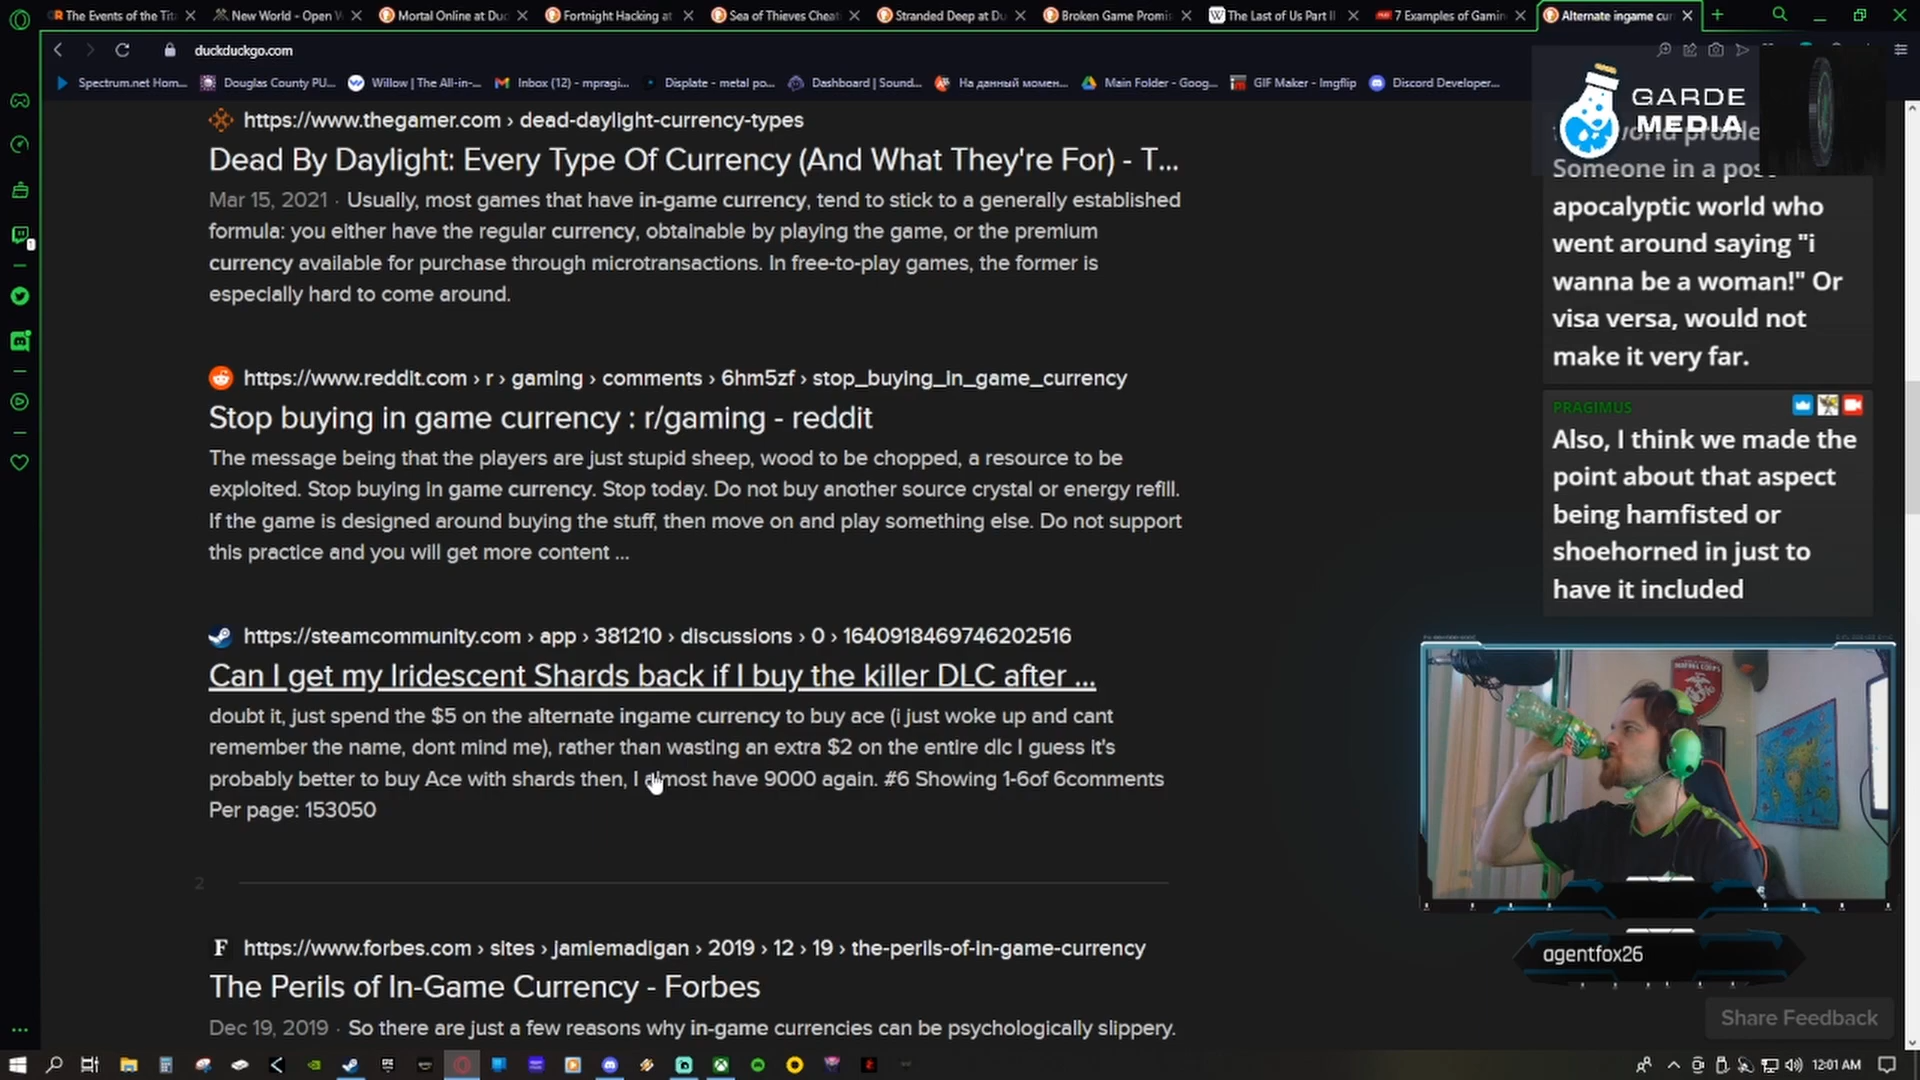 The Events of the Tita
New World - Open W
Mortal Online at Duc
Fortnight Hacking at
Sea of Thieves Cheat
Stranded Deep at Du
Broken Game Promis
The Last of Us Part II
7 Examples of Gamin
Alternate ingame cur
duckduckgo.com
Spectrum.net Hom...
Douglas County PU...
Willow | The All-in-...
Inbox (12) - mpragi...
Displate - metal po...
Dashboard | Sound...
На данный момен...
Main Folder - Goog...
GIF Maker - Imgflip
Discord Developer...
https://www.thegamer.com › dead-daylight-currency-types
Dead By Daylight: Every Type Of Currency (And What They're For) - T...
Mar 15, 2021 · Usually, most games that have in-game currency, tend to stick to a generally established
formula: you either have the regular currency, obtainable by playing the game, or the premium
currency available for purchase through microtransactions. In free-to-play games, the former is
especially hard to come around.
https://www.reddit.com › r › gaming › comments › 6hm5zf › stop_buying_in_game_currency
Stop buying in game currency : r/gaming - reddit
The message being that the players are just stupid sheep, wood to be chopped, a resource to be
exploited. Stop buying in game currency. Stop today. Do not buy another source crystal or energy refill.
If the game is designed around buying the stuff, then move on and play something else. Do not support
this practice and you will get more content ...
https://steamcommunity.com › app › 381210 › discussions › 0 › 1640918469746202516
Can I get my Iridescent Shards back if I buy the killer DLC after ...
doubt it, just spend the $5 on the alternate ingame currency to buy ace (i just woke up and cant
remember the name, dont mind me), rather than wasting an extra $2 on the entire dlc I guess it's
probably better to buy Ace with shards then, I almost have 9000 again. #6 Showing 1-6of 6comments
Per page: 153050
2
https://www.forbes.com › sites › jamiemadigan › 2019 › 12 › 19 › the-perils-of-in-game-currency
The Perils of In-Game Currency - Forbes
Dec 19, 2019 · So there are just a few reasons why in-game currencies can be psychologically slippery.
GARDE
MEDIA
world proble
Someone in a pos
apocalyptic world who
went around saying "i
wanna be a woman!" Or
visa versa, would not
make it very far.
PRAGIMUS
Also, I think we made the
point about that aspect
being hamfisted or
shoehorned in just to
have it included
agentfox26
Share Feedback
12:01 AM